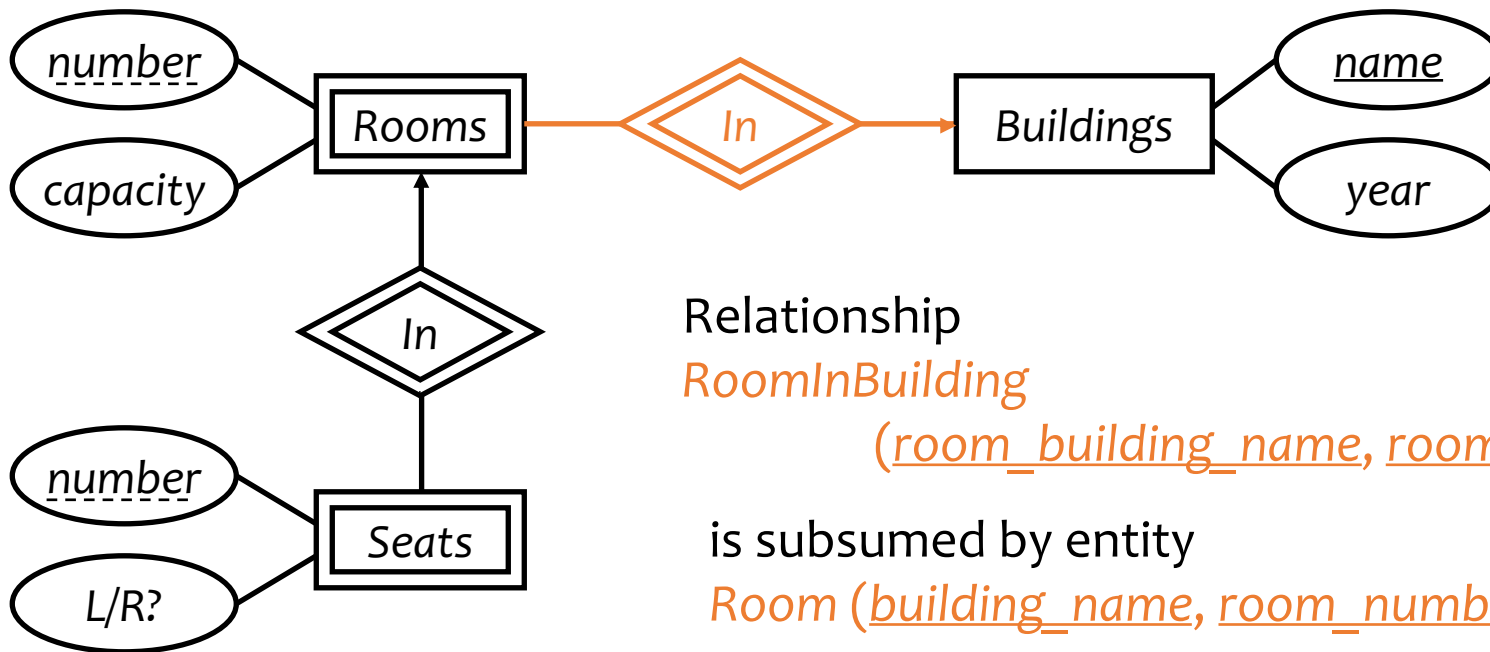 number
Rooms
In
Buildings
name
capacity
year
In
Relationship
RoomInBuilding
(room_building_name, room
number
Seats
is subsumed by entity
L/R?
Room (building_name, room_numb